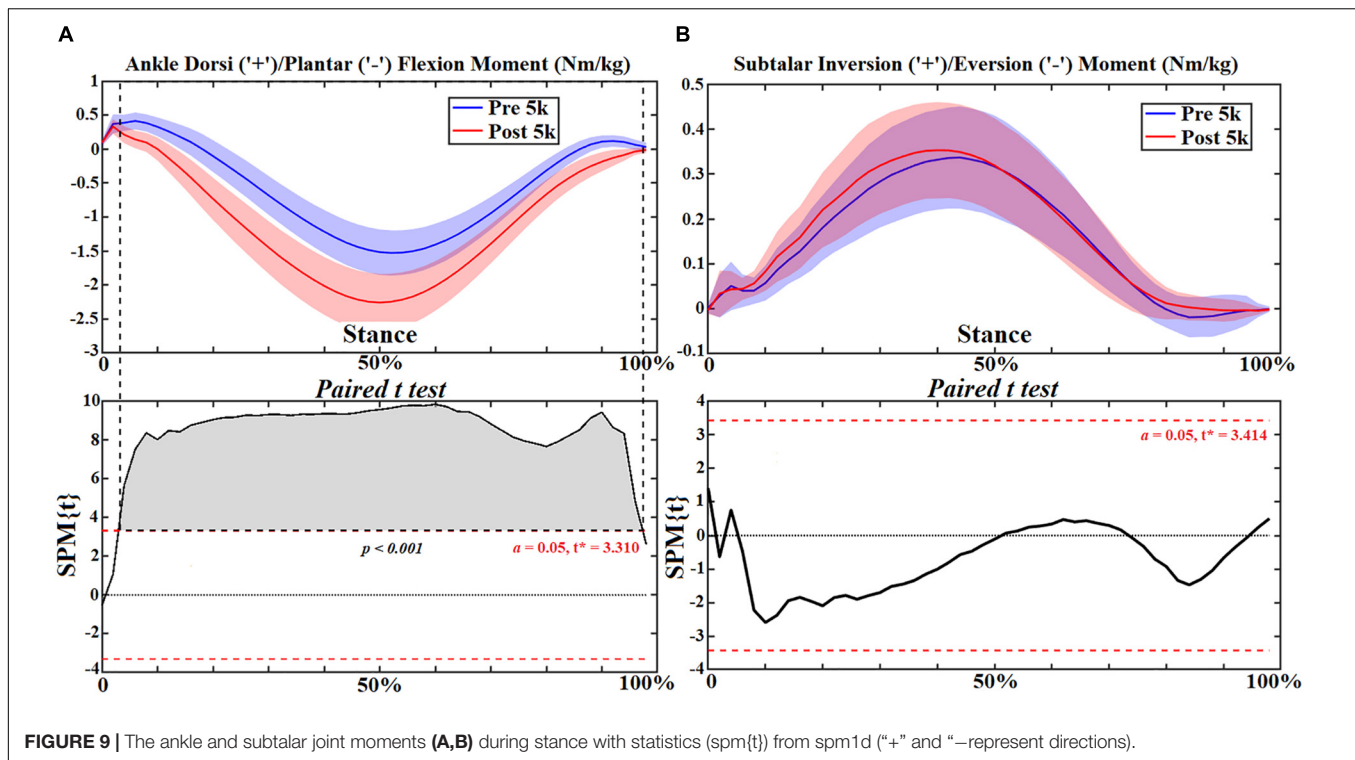 A
Ankle Dorsi ('+')/Plantar ('-') Flexion Moment (Nm/kg)
1
0.5
0
-0.5
-1
-1.5
-2
-2.5
-3
Pre 5k
Post 5k
Stance
0
50%
100%
Paired t test
10
8
6
4
2
0
-2
-4
SPM{t}
p < 0.001
a = 0.05, t* = 3.310
0
50%
100%
B
Subtalar Inversion ('+')/Eversion ('-') Moment (Nm/kg)
0.5
0.4
0.3
0.2
0.1
0
-0.1
Pre 5k
Post 5k
Stance
0
50%
100%
Paired t test
4
3
2
1
0
-1
-2
-3
-4
SPM{t}
a = 0.05, t* = 3.414
0
50%
100%
FIGURE 9 | The ankle and subtalar joint moments (A,B) during stance with statistics (spm{t}) from spm1d (“+” and “−represent directions).